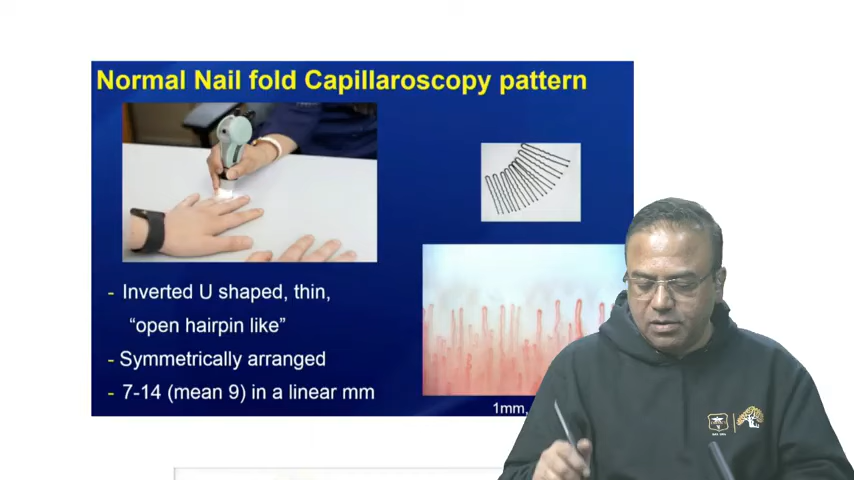 Normal Nail fold Capillaroscopy pattern
- Inverted U shaped, thin,
“open hairpin like”
- Symmetrically arranged
- 7-14 (mean 9) in a linear mm
1mm,